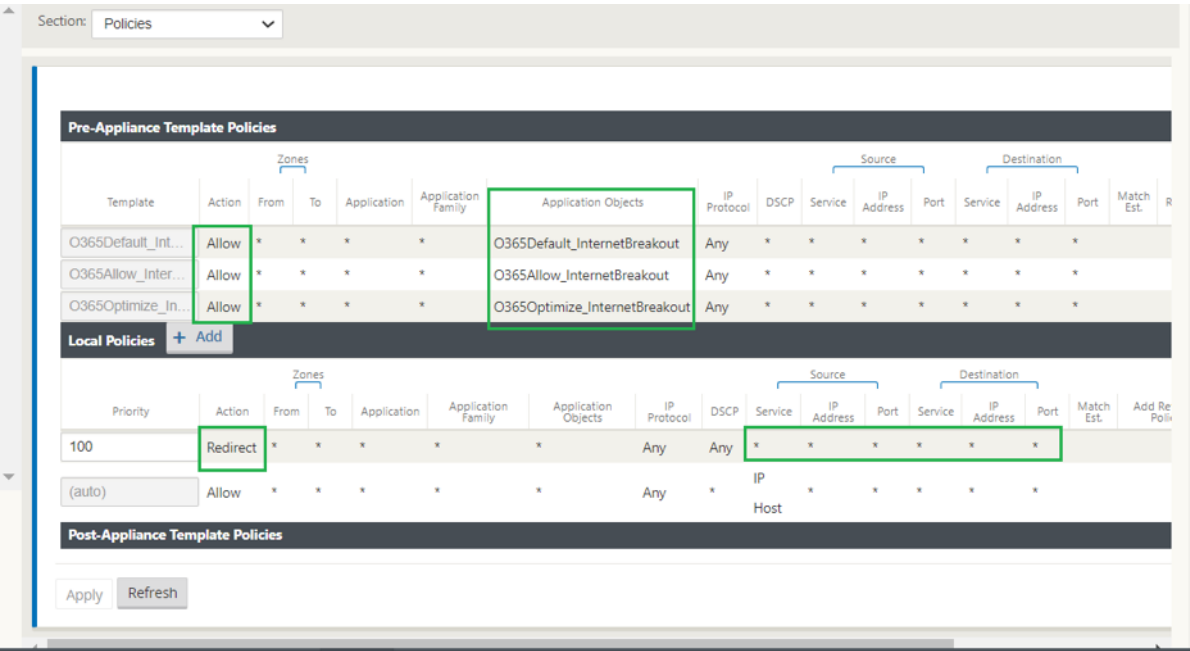 Section: Policies
Pre-Appliance Template Policies
Zones Source Destination
Template Action From To Application Application Family Application Objects IP Protocol DSCP Service IP Address Port Service IP Address Port Match Est. R
O365Default_Int... Allow * * * * O365Default_InternetBreakout Any * * * * * * *
O365Allow_Inter... Allow * * * * O365Allow_InternetBreakout Any * * * * * * *
O365Optimize_In... Allow * * * * O365Optimize_InternetBreakout Any * * * * * * *
Local Policies + Add
Zones Source Destination
Priority Action From To Application Application Family Application Objects IP Protocol DSCP Service IP Address Port Service IP Address Port Match Est. Add Re Poli
100 Redirect * * * * * Any Any * * * * * *
(auto) Allow * * * * * Any * IP Host * * * * *
Post-Appliance Template Policies
Apply Refresh